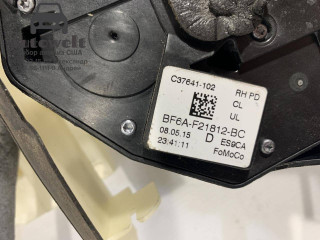 C37641-102
RH PD
CL
UL
BF6A-F21812-BC
08.05.15
D
ES9CA
23:41:11
FoMoCo